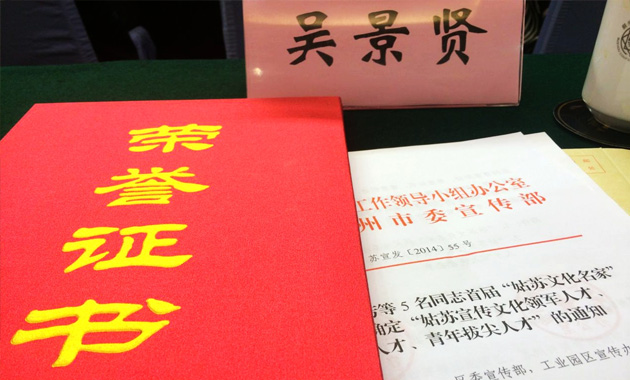 吴景贤
荣誉证书
工作领导小组办公室
州市委宣传部
苏宣发〔2014〕55号
等5名同志首届“姑苏文化名家”
定“姑苏宣传文化领军人才、
人才、青年拔尖人才”的通知
区委宣传部，工业园区宣传办